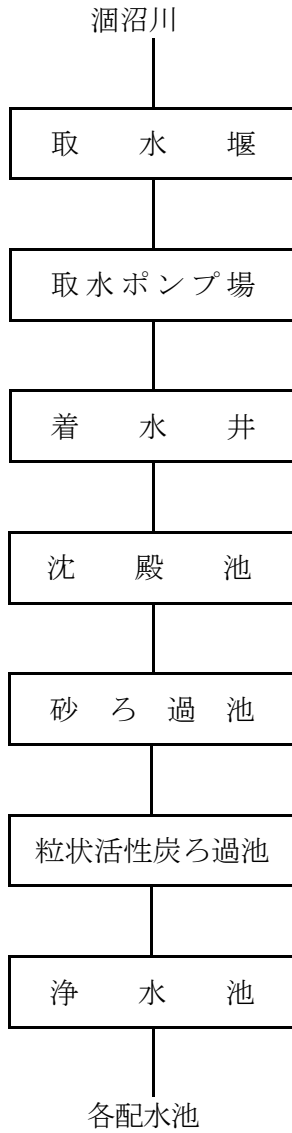 涸沼川
取水堰
取水ポンプ場
着水井
沈殿池
砂ろ過池
粒状活性炭ろ過池
浄水池
各配水池